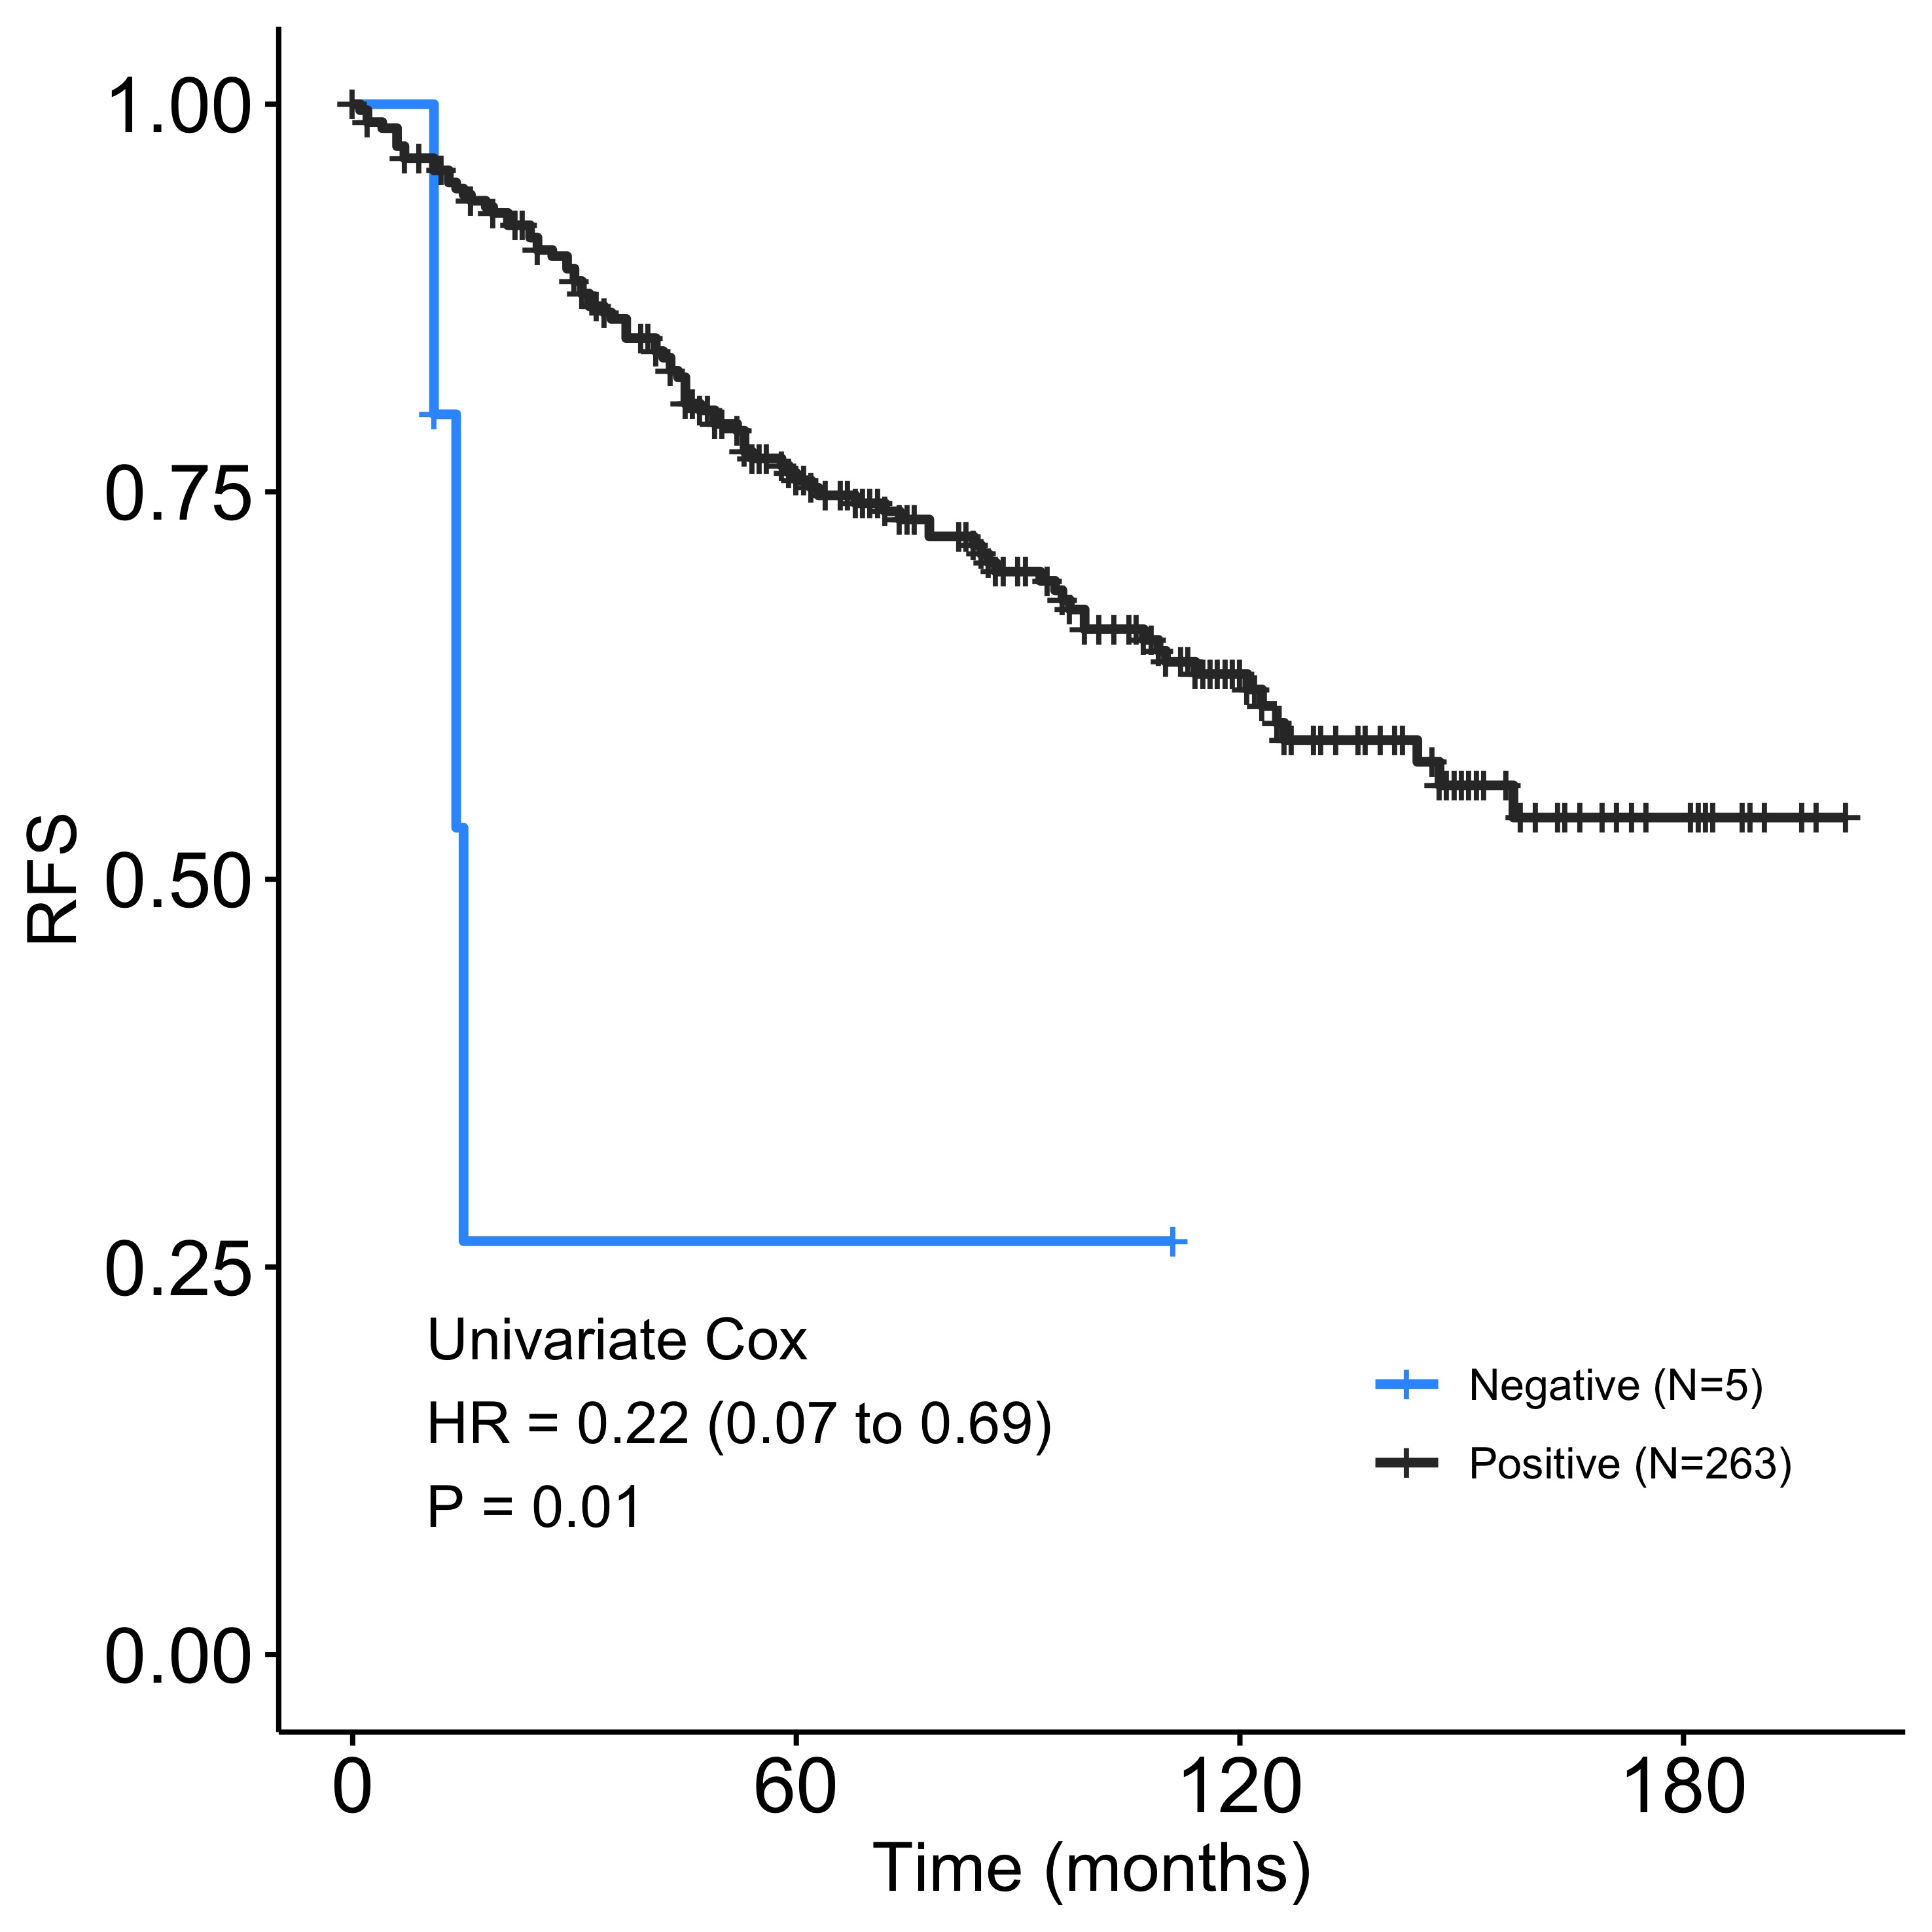 1.00
0.75
0.50
0.25
0.00
RFS
Univariate Cox
HR = 0.22 (0.07 to 0.69)
P = 0.01
Negative (N=5)
Positive (N=263)
0 60 120 180
Time (months)